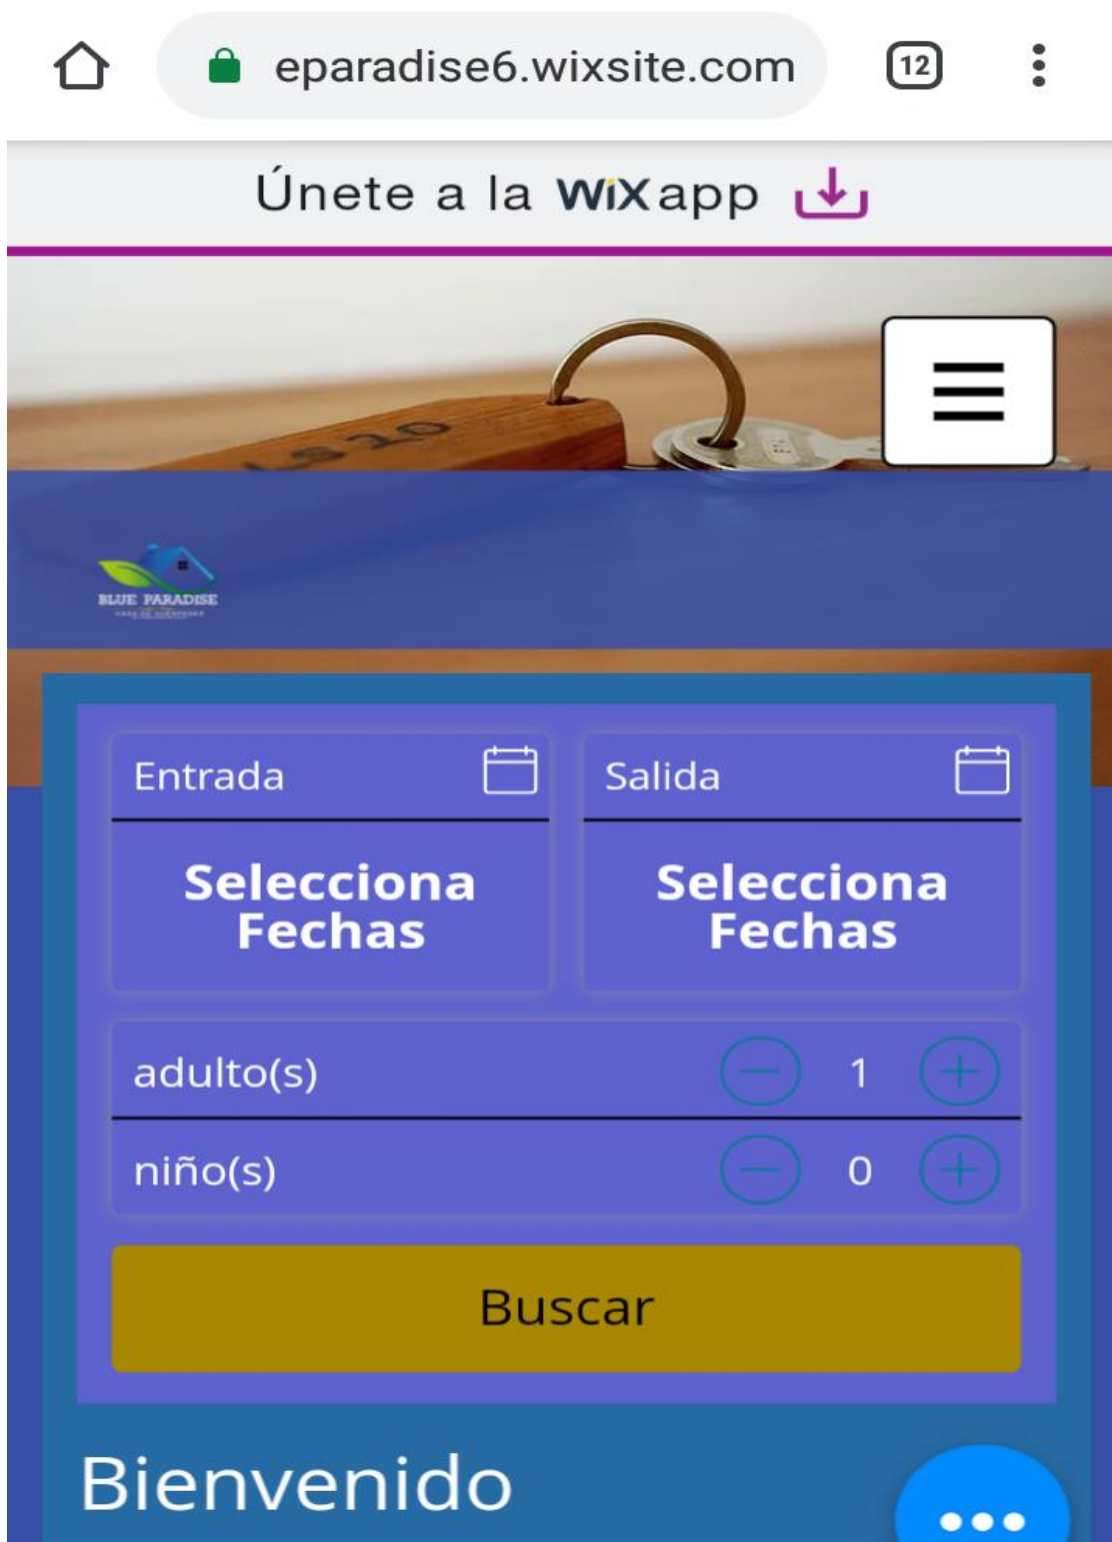 eparadise6.wixsite.com
12
Únete a la WiX app
LS20
BLUE PARADISE
Entrada
Salida
Selecciona
Fechas
Selecciona
Fechas
adulto(s)
1
niño(s)
0
Buscar
Bienvenido